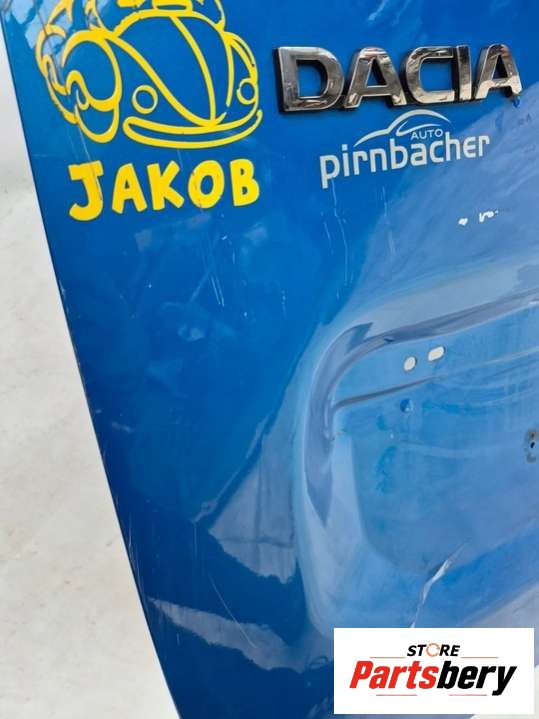 DACIA
AUTO
pirnbacher
JAKOB
STORE
Partsbery